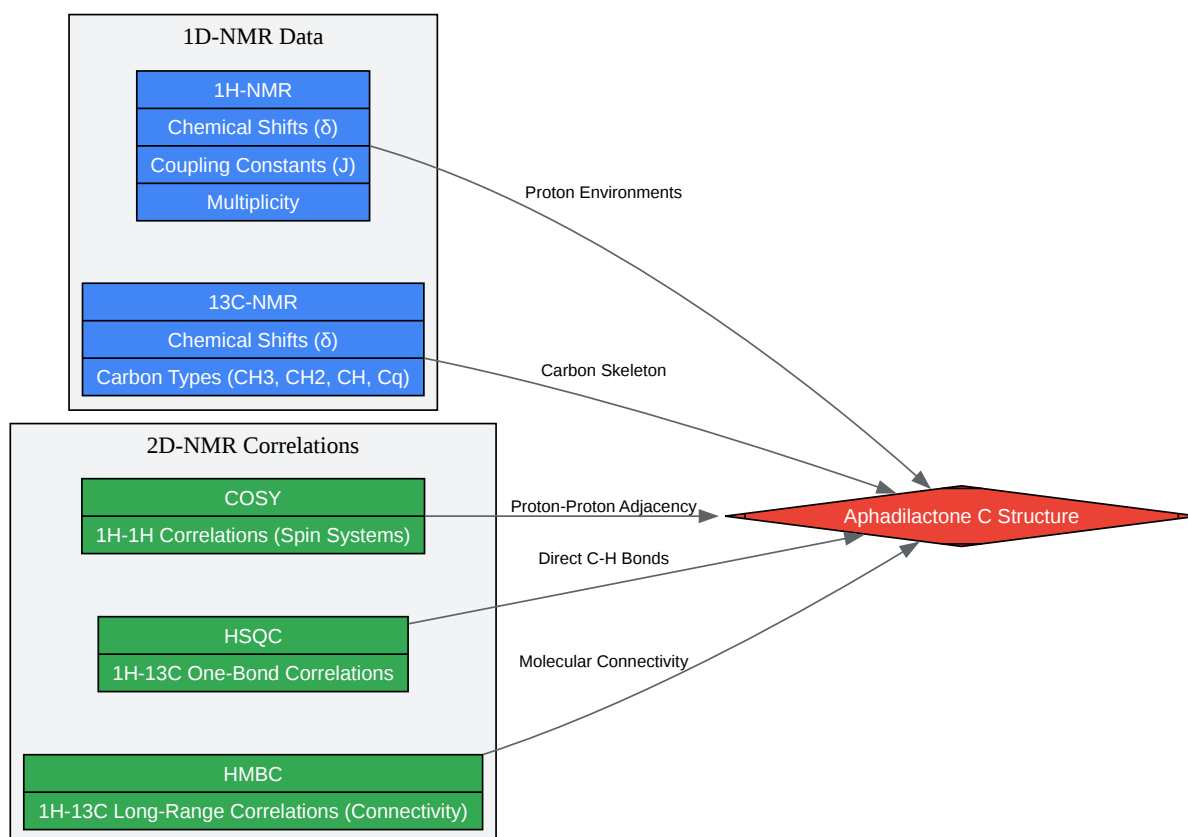 1D-NMR Data
1H-NMR
Chemical Shifts (δ)
Coupling Constants (J)
Multiplicity
13C-NMR
Chemical Shifts (δ)
Carbon Types (CH3, CH2, CH, Cq)
2D-NMR Correlations
COSY
1H-1H Correlations (Spin Systems)
HSQC
1H-13C One-Bond Correlations
HMBC
1H-13C Long-Range Correlations (Connectivity)
Proton Environments
Carbon Skeleton
Proton-Proton Adjacency
Direct C-H Bonds
Molecular Connectivity
Aphadilactone C Structure